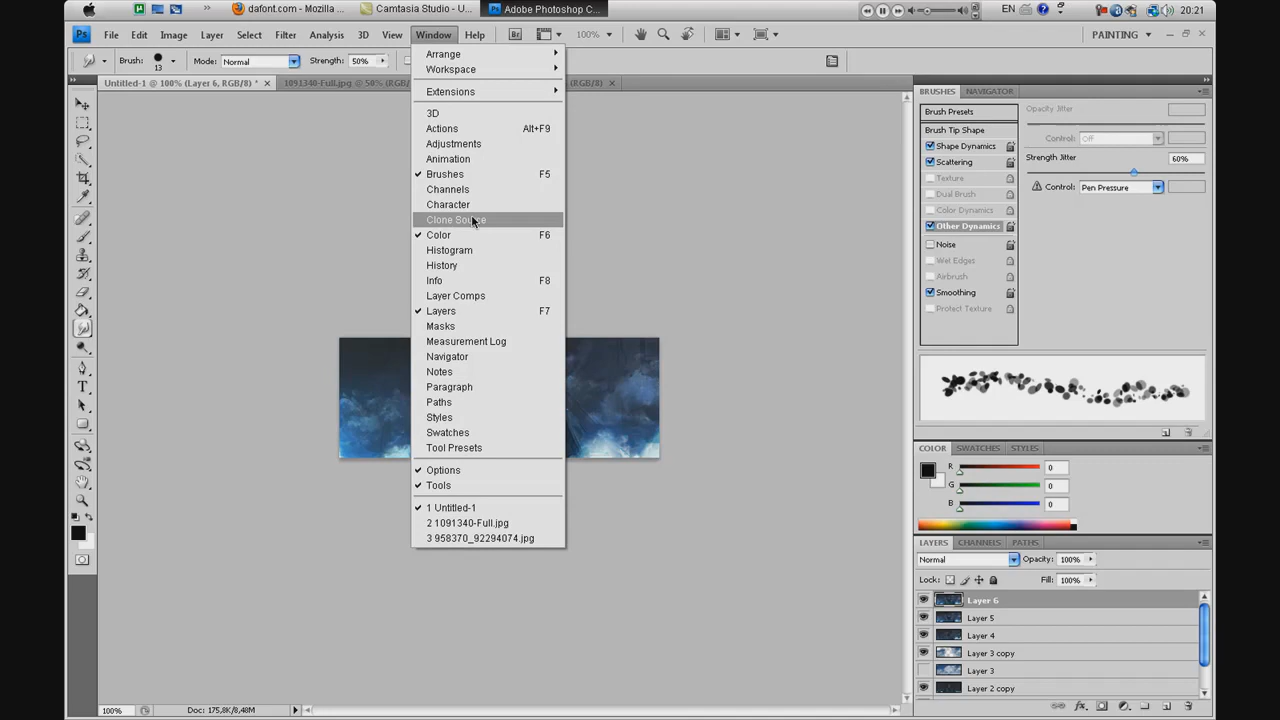 dafont.com - Mozilla ...
Camtasia Studio - U...
Adobe Photoshop C...
EN
20:21
Ps
File Edit Image Layer Select Filter Analysis 3D View Window Help
Br
100%
PAINTING
Brush: 13 Mode: Normal Strength: 50%
Untitled-1 @ 100% (Layer 6, RGB/8) * ×
1091340-Full.jpg @ 50% (RGB/
(RGB/8) ×
Arrange
Workspace
Extensions
3D
Actions Alt+F9
Adjustments
Animation
Brushes F5
Channels
Character
Clone Source
Color F6
Histogram
History
Info F8
Layer Comps
Layers F7
Masks
Measurement Log
Navigator
Notes
Paragraph
Paths
Styles
Swatches
Tool Presets
Options
Tools
1 Untitled-1
2 1091340-Full.jpg
3 958370_92294074.jpg
BRUSHES NAVIGATOR
Brush Presets
Brush Tip Shape
Shape Dynamics
Scattering
Texture
Dual Brush
Color Dynamics
Other Dynamics
Noise
Wet Edges
Airbrush
Smoothing
Protect Texture
Opacity Jitter
Control: Off
Strength Jitter 60%
Control: Pen Pressure
COLOR SWATCHES STYLES
R 0
G 0
B 0
LAYERS CHANNELS PATHS
Normal Opacity: 100%
Lock: Fill: 100%
Layer 6
Layer 5
Layer 4
Layer 3 copy
Layer 3
Layer 2 copy
100% Doc: 175,8K/8,48M